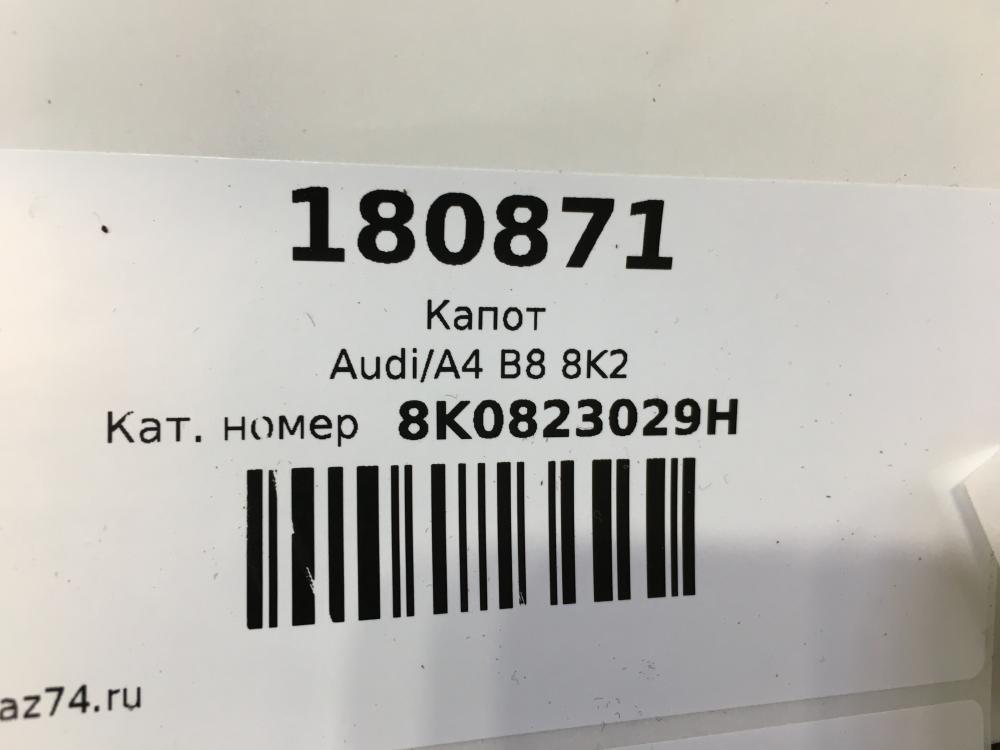 180871
Капот
Audi/A4 B8 8K2
Кат. номер 8K0823029H
az74.ru